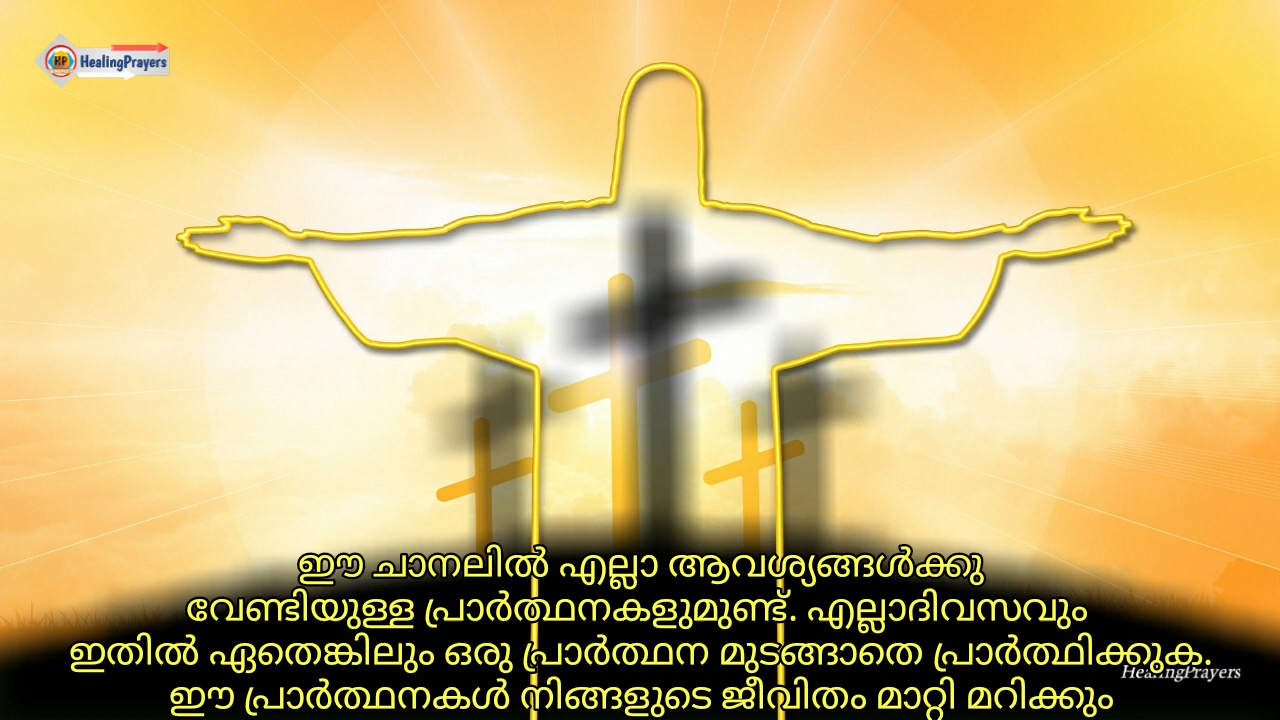 HP HealingPrayers
ഈ ചാനലിൽ എല്ലാ ആവശ്യങ്ങൾക്കു
വേണ്ടിയുള്ള പ്രാർത്ഥനകളുമുണ്ട്. എല്ലാദിവസവും
ഇതിൽ ഏതെങ്കിലും ഒരു പ്രാർത്ഥന മുടങ്ങാതെ പ്രാർത്ഥിക്കുക.
HealingPrayers
ഈ പ്രാർത്ഥനകൾ നിങ്ങളുടെ ജീവിതം മാറ്റി മറിക്കും